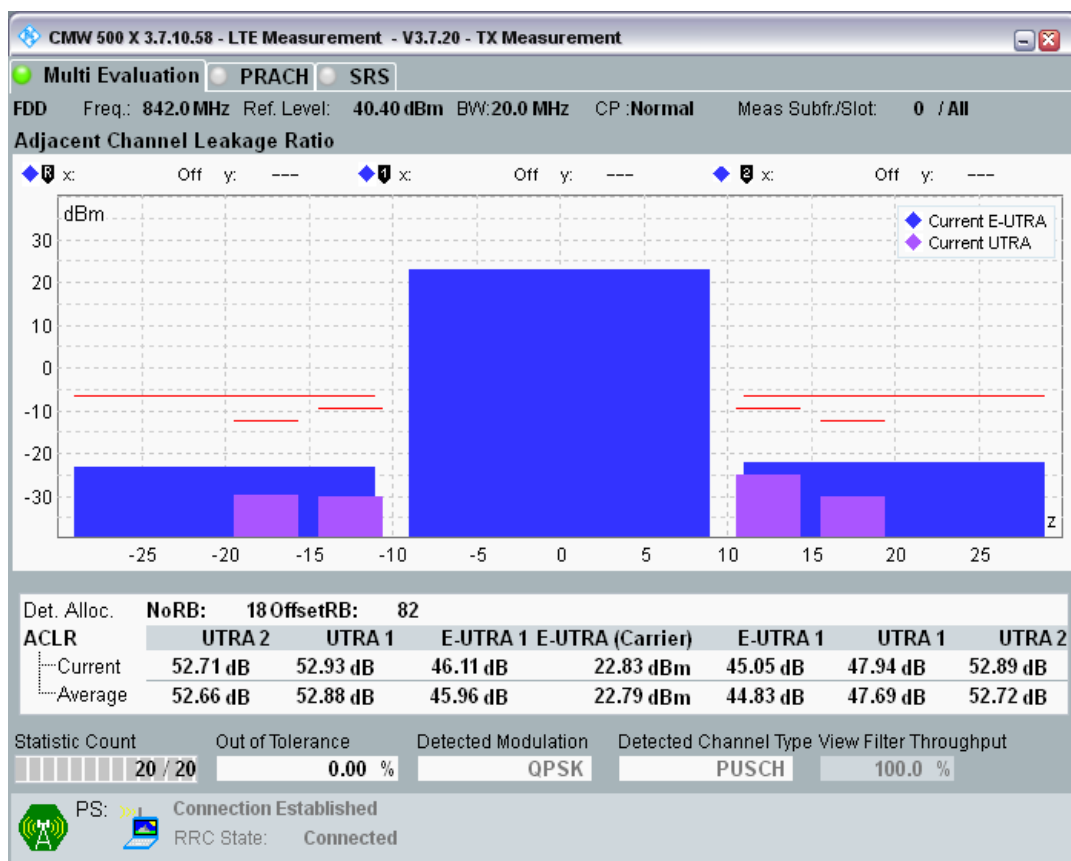 CMW 500 X 3.7.10.58 - LTE Measurement - V3.7.20 - TX Measurement
Multi Evaluation PRACH SRS
FDD Freq.: 842.0 MHz Ref. Level: 40.40 dBm BW:20.0 MHz CP :Normal Meas Subfr./Slot: 0 / All
Adjacent Channel Leakage Ratio
R x: Off y: --- 1 x: Off y: --- 2 x: Off y: ---
dBm
Current E-UTRA
Current UTRA
30
20
10
0
-10
-20
-30
z
-25 -20 -15 -10 -5 0 5 10 15 20 25
Det. Alloc. NoRB: 18 OffsetRB: 82
ACLR UTRA 2 UTRA 1 E-UTRA 1 E-UTRA (Carrier) E-UTRA 1 UTRA 1 UTRA 2
Current 52.71 dB 52.93 dB 46.11 dB 22.83 dBm 45.05 dB 47.94 dB 52.89 dB
Average 52.66 dB 52.88 dB 45.96 dB 22.79 dBm 44.83 dB 47.69 dB 52.72 dB
Statistic Count Out of Tolerance Detected Modulation Detected Channel Type View Filter Throughput
20 / 20 0.00 % QPSK PUSCH 100.0 %
PS: Connection Established
RRC State: Connected